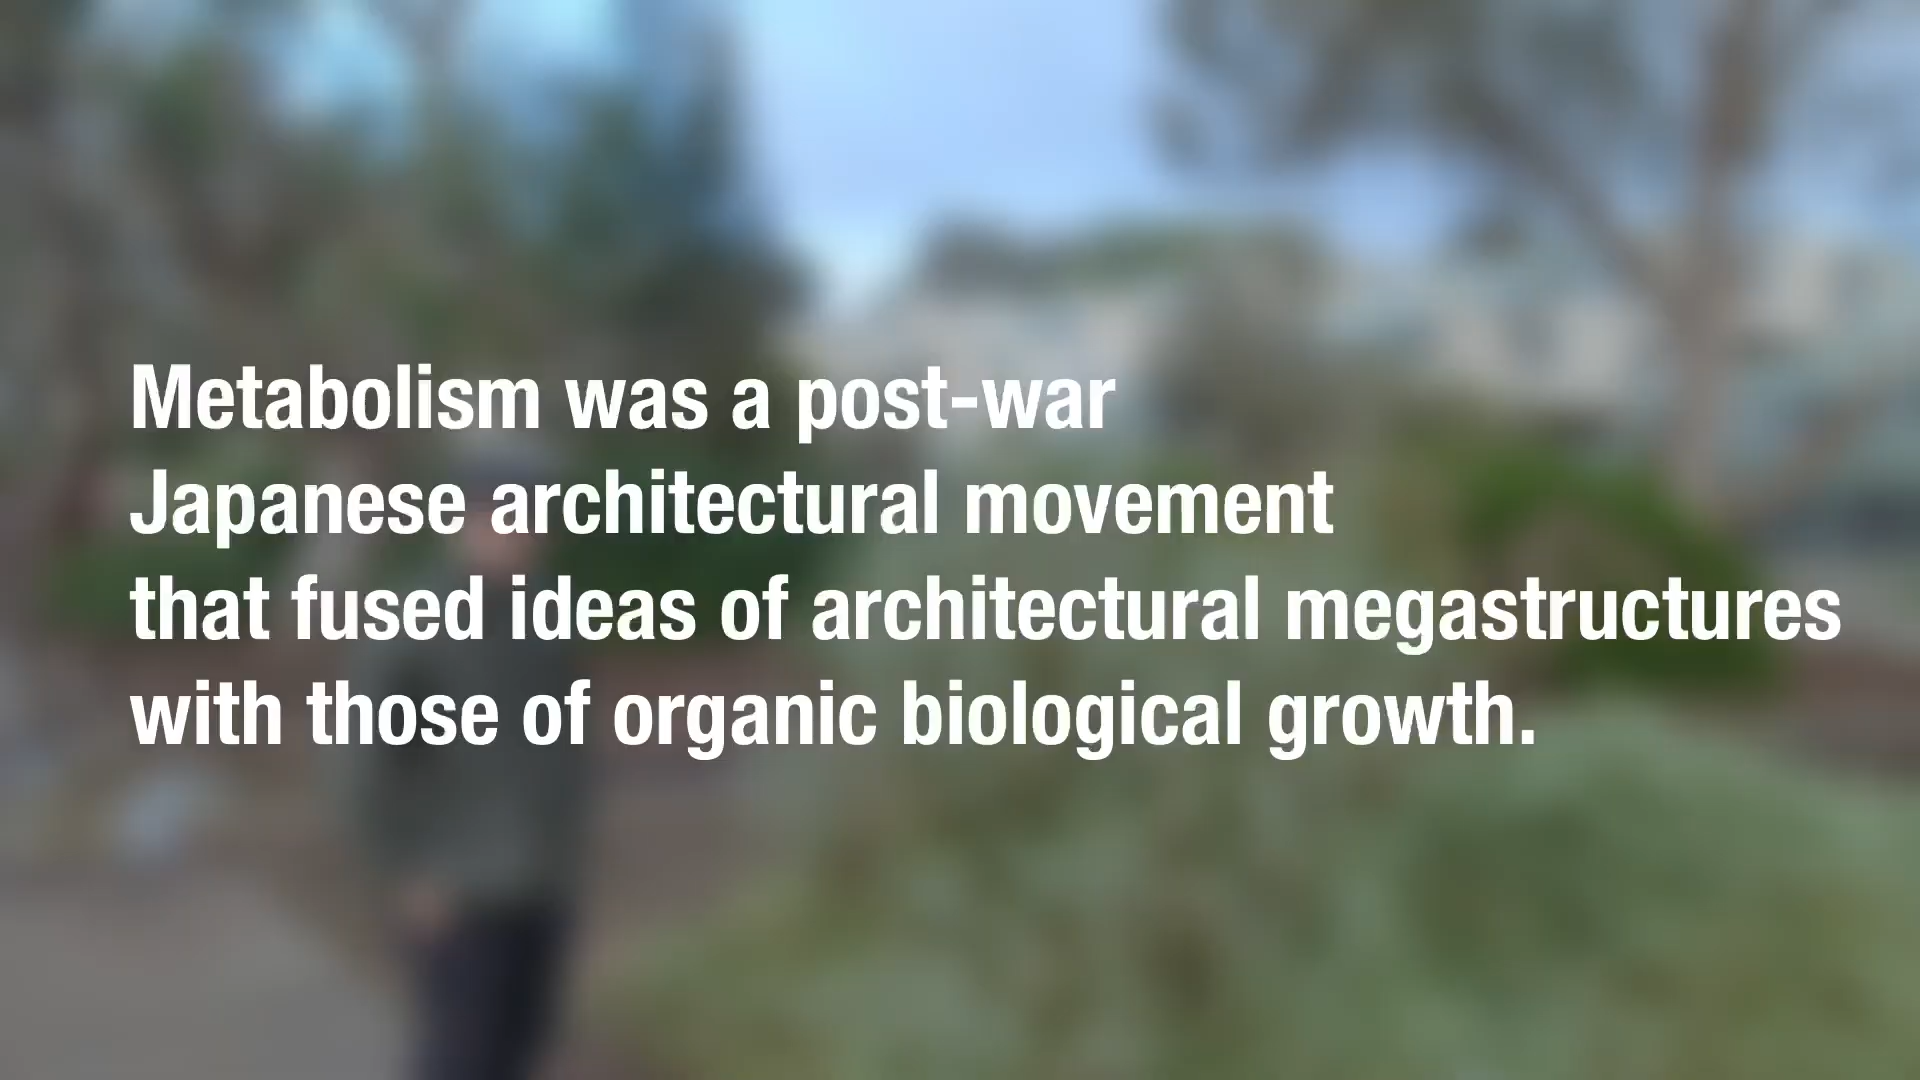 Metabolism was a post-war
Japanese architectural movement
that fused ideas of architectural megastructures
with those of organic biological growth.